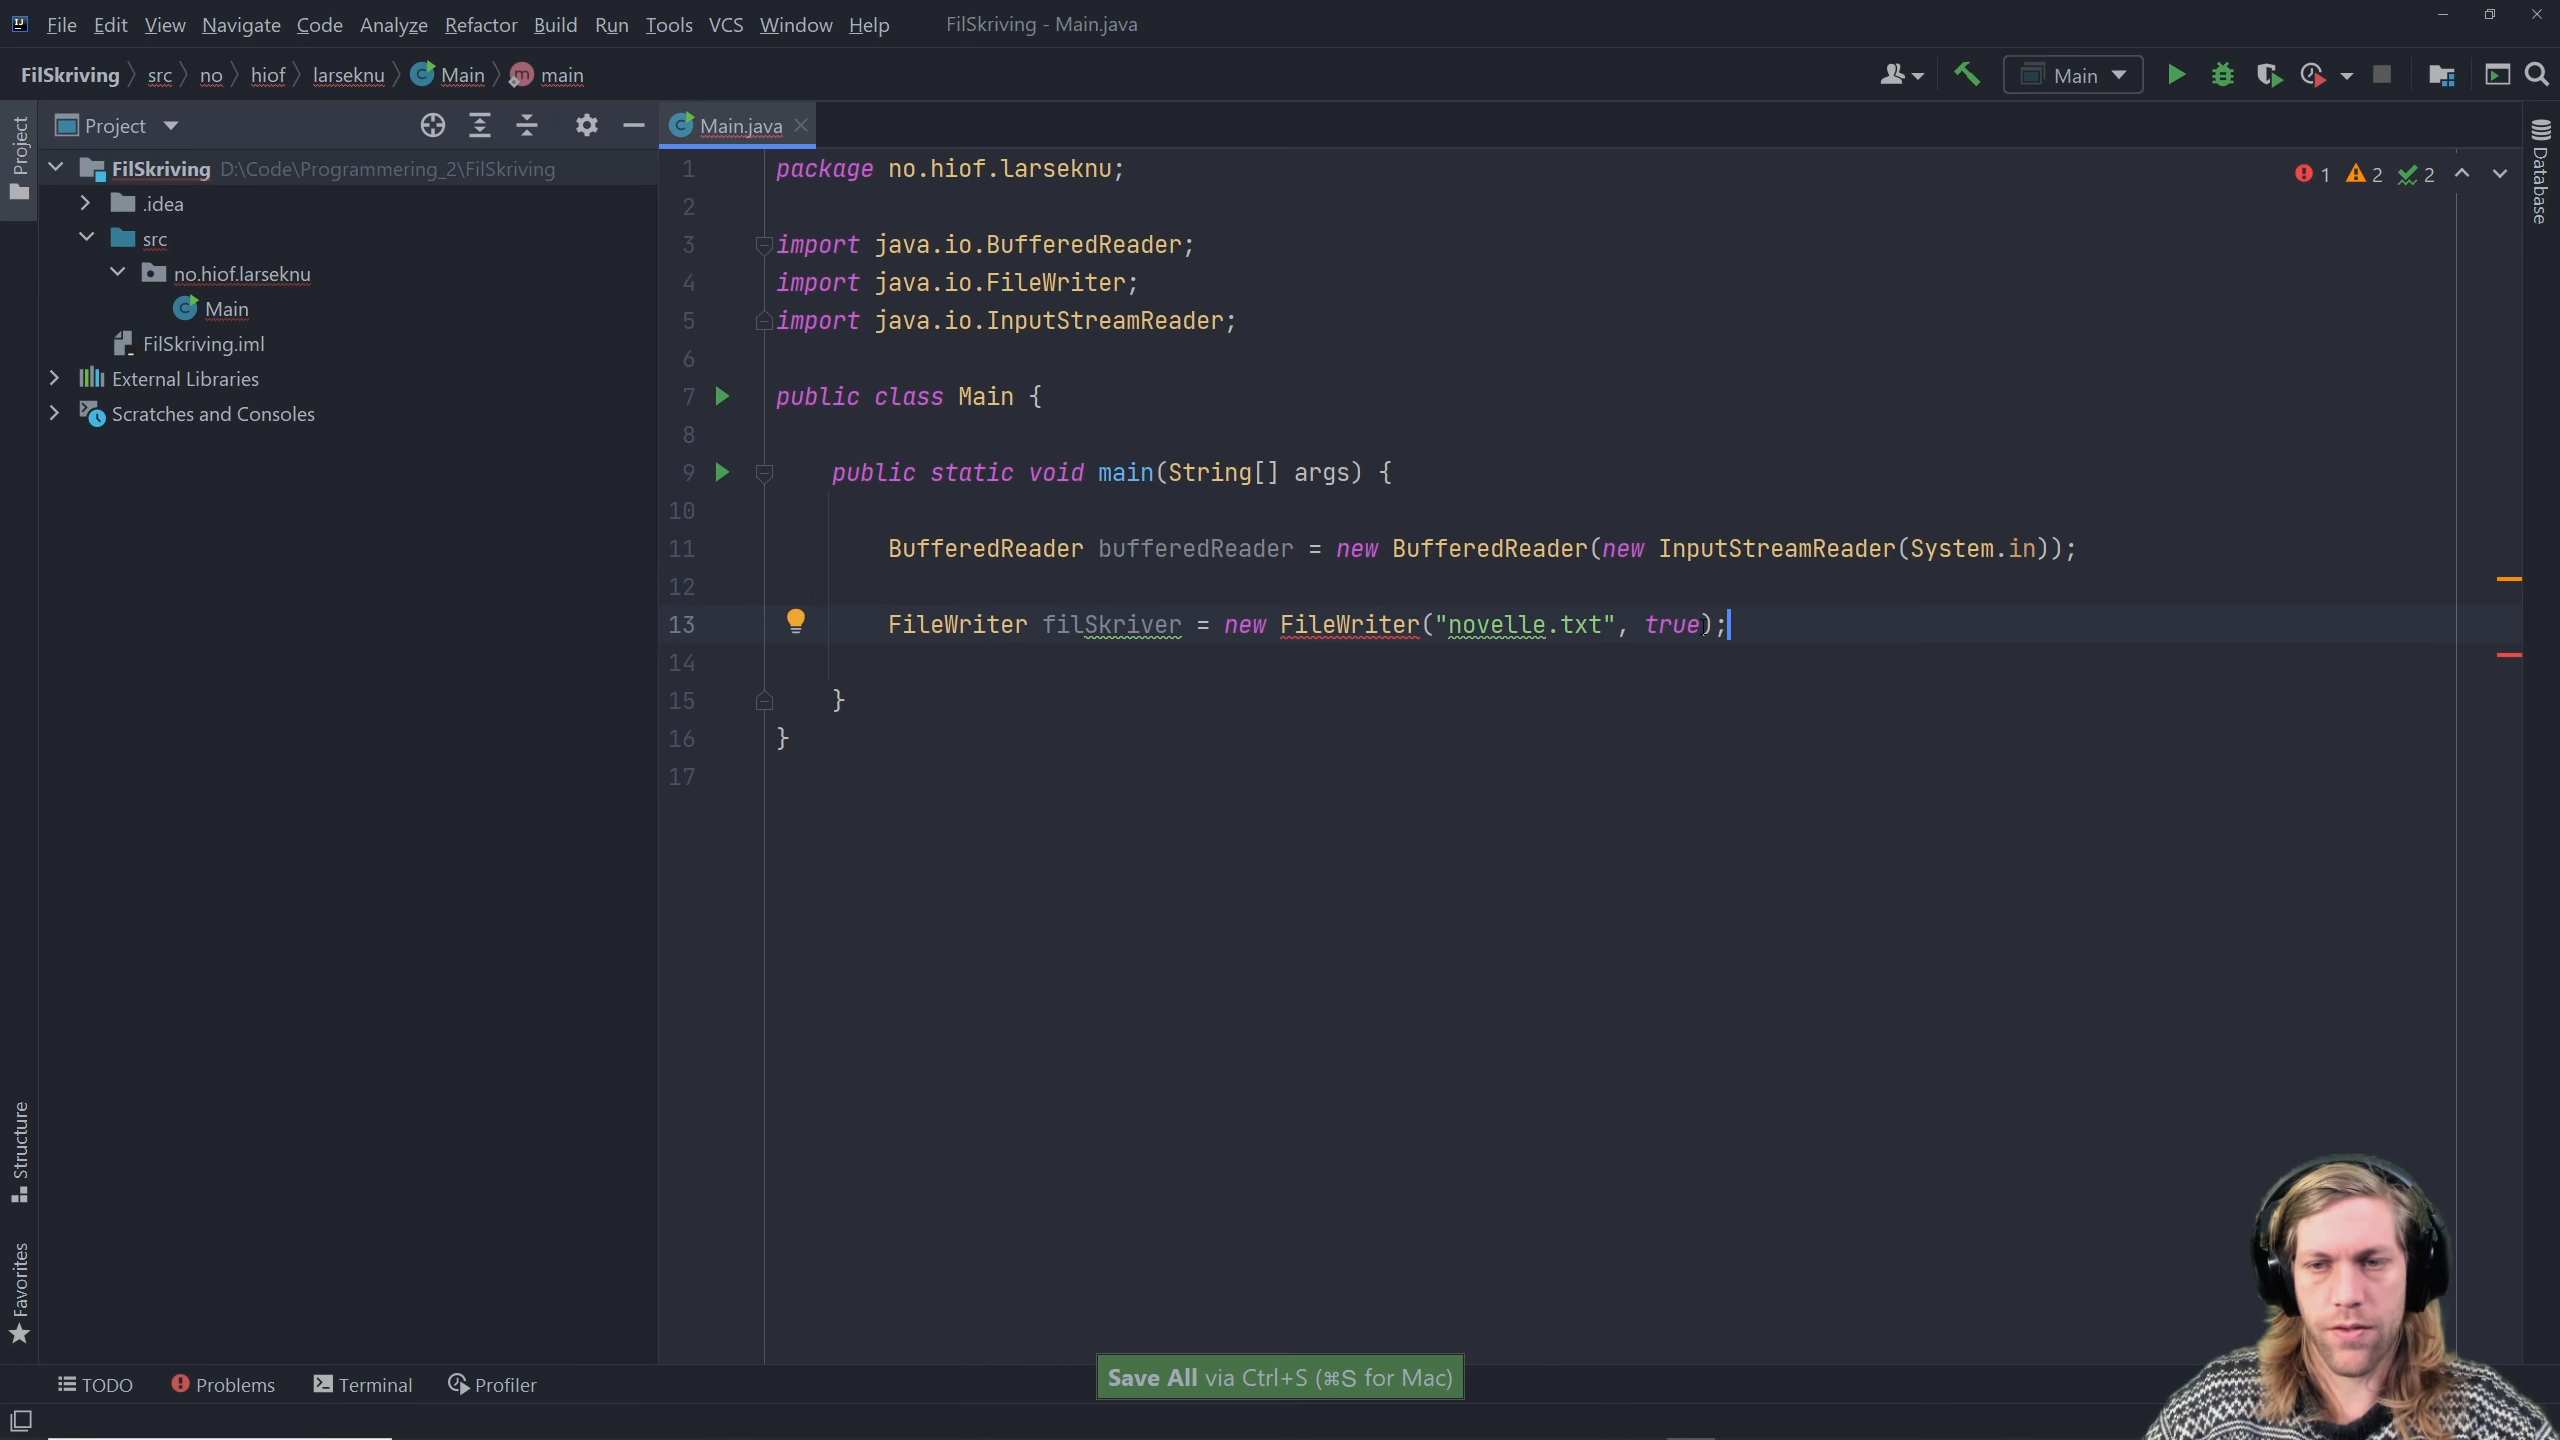 File Edit View Navigate Code Analyze Refactor Build Run Tools VCS Window Help FilSkriving - Main.java
FilSkriving src no hiof larseknu Main main
Main
Project
Main.java
FilSkriving D:\Code\Programmering_2\FilSkriving
.idea
src
no.hiof.larseknu
Main
FilSkriving.iml
External Libraries
Scratches and Consoles
Project
Structure
Favorites
Database
1 2 2
1 package no.hiof.larseknu;
2
3 import java.io.BufferedReader;
4 import java.io.FileWriter;
5 import java.io.InputStreamReader;
6
7 public class Main {
8
9 public static void main(String[] args) {
10
11 BufferedReader bufferedReader = new BufferedReader(new InputStreamReader(System.in));
12
13 FileWriter filSkriver = new FileWriter("novelle.txt", true);
14
15 }
16 }
17
Save All via Ctrl+S (⌘S for Mac)
TODO Problems Terminal Profiler